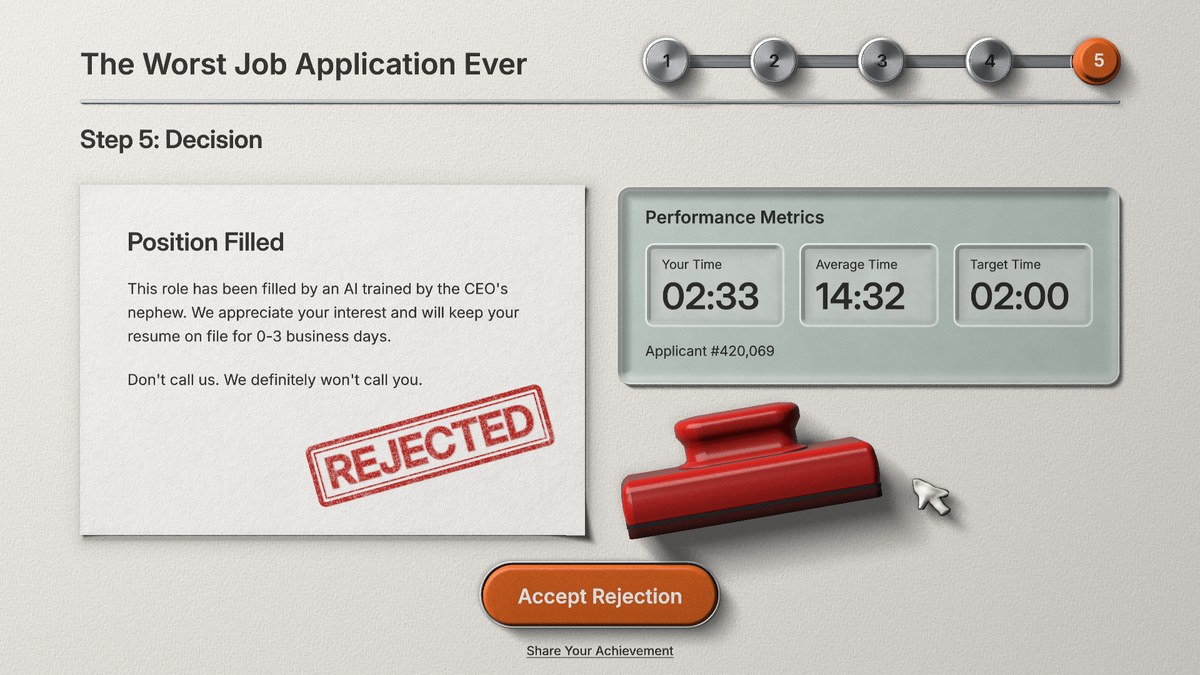 The Worst Job Application Ever
1 2 3 4 5
Step 5: Decision
Position Filled
This role has been filled by an AI trained by the CEO's
nephew. We appreciate your interest and will keep your
resume on file for 0-3 business days.
Don't call us. We definitely won't call you.
REJECTED
Performance Metrics
Your Time
02:33
Average Time
14:32
Target Time
02:00
Applicant #420,069
Accept Rejection
Share Your Achievement